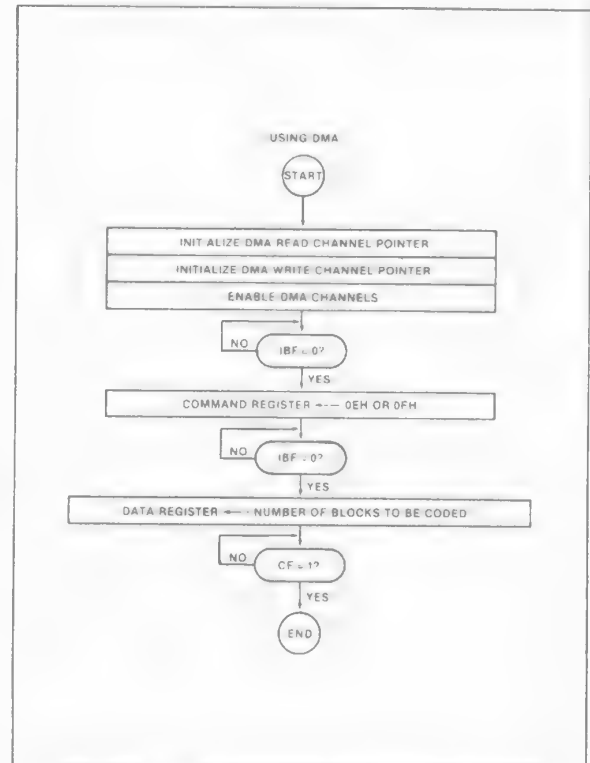 USING DMA
START
INIT ALIZE DMA READ CHANNEL POINTER
INITIALIZE DMA WRITE CHANNEL POINTER
ENABLE DMA CHANNELS
IBF = 0?
NO
YES
COMMAND REGISTER ←-- 0EH OR 0FH
IBF = 0?
NO
YES
DATA REGISTER ←-- NUMBER OF BLOCKS TO BE CODED
CF = 1?
NO
YES
END